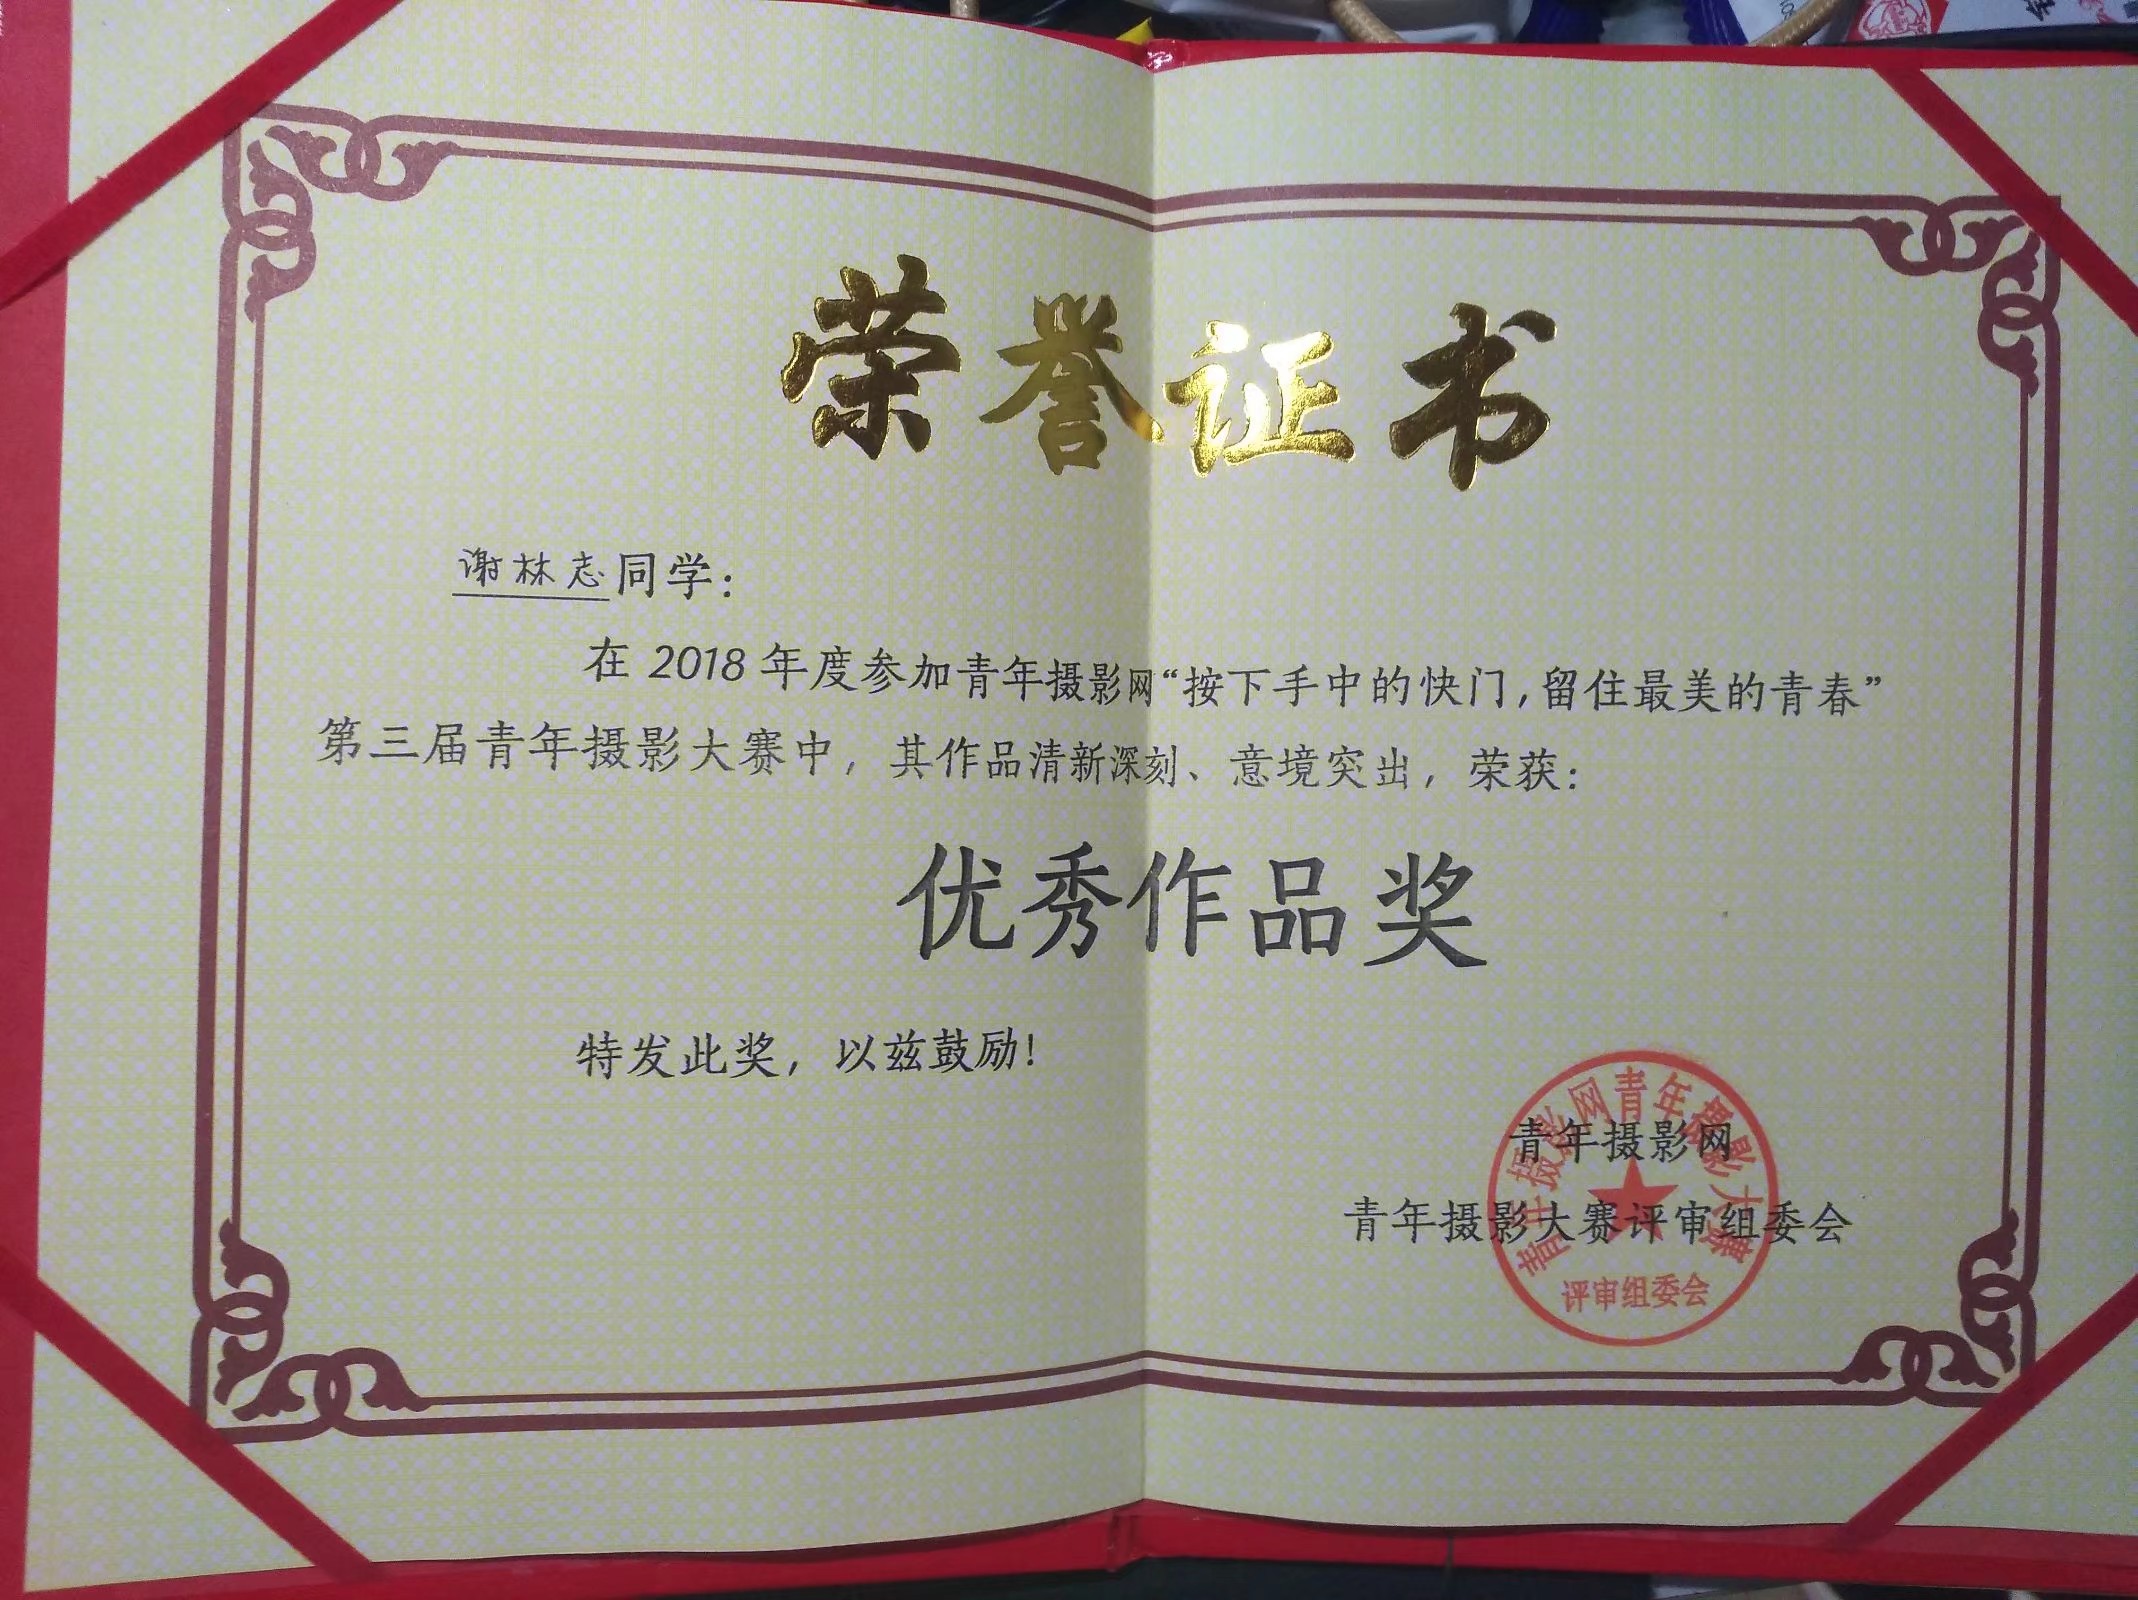 荣誉证书
谢林志同学：
在 2018 年度参加青年摄影网“按下手中的快门，留住最美的青春”
第三届青年摄影大赛中，其作品清新深刻、意境突出，荣获：
优秀作品奖
特发此奖，以兹鼓励！
青年摄影网
青年摄影大赛评审组委会
青年摄影网青年摄影大赛
评审组委会